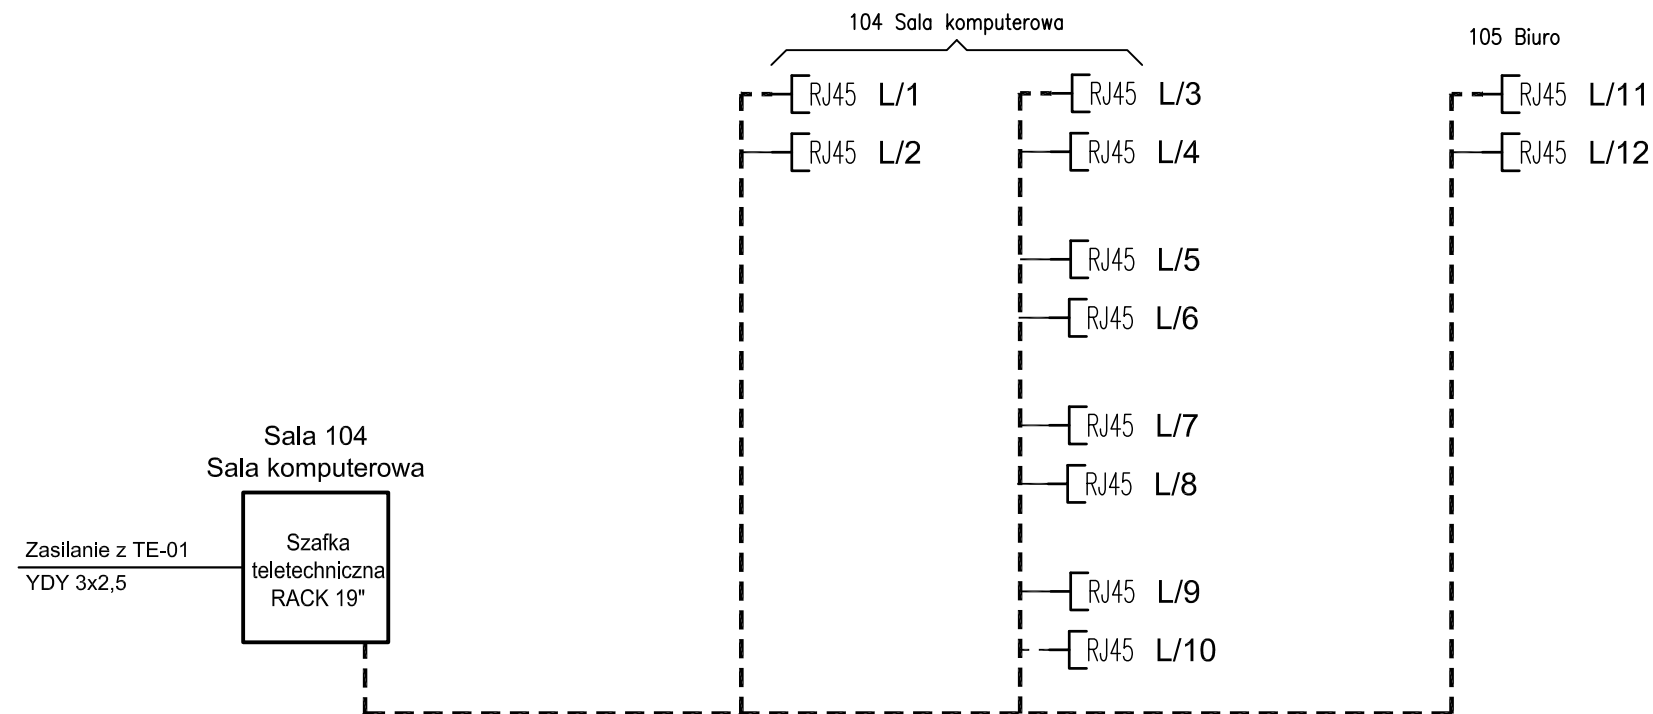 104 Sala komputerowa
105 Biuro
RJ45 L/1
RJ45 L/3
RJ45 L/11
RJ45 L/2
RJ45 L/4
RJ45 L/12
RJ45 L/5
RJ45 L/6
RJ45 L/7
RJ45 L/8
RJ45 L/9
RJ45 L/10
Sala 104
Sala komputerowa
Zasilanie z TE-01
YDY 3x2,5
Szafka
teletechniczna
RACK 19"